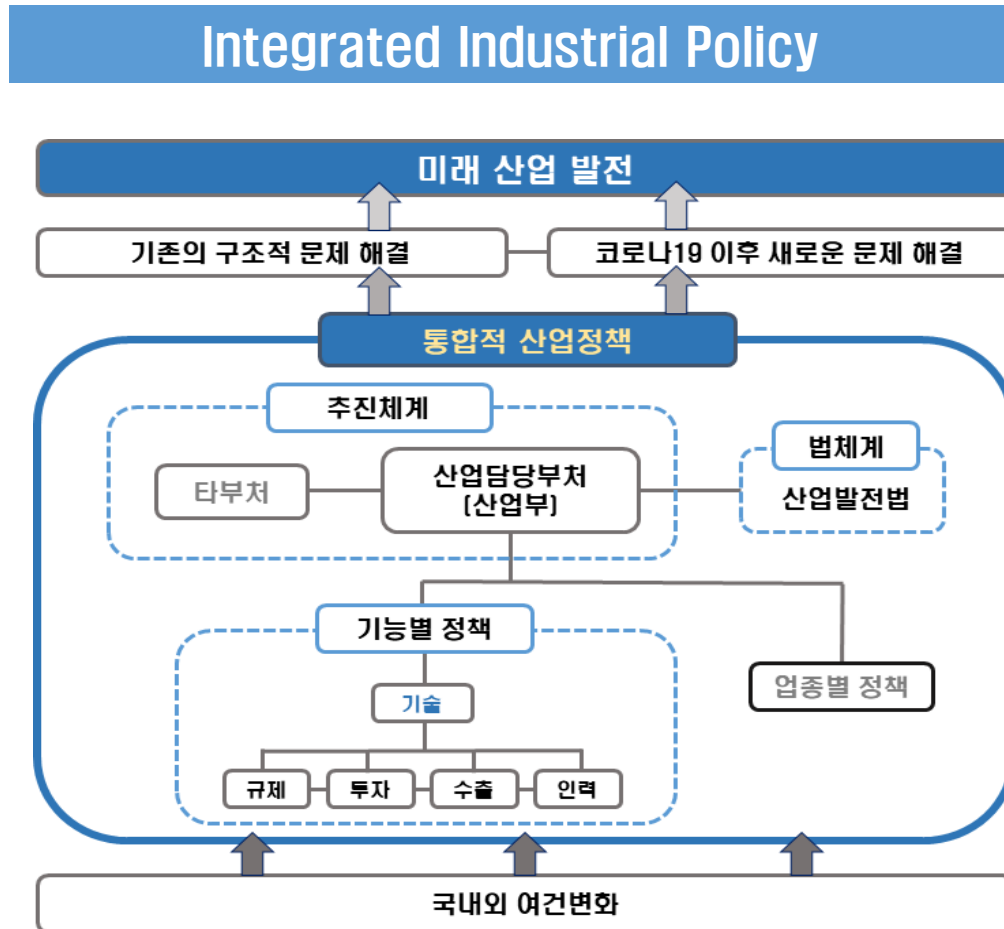 Integrated Industrial Policy
미래 산업 발전
기존의 구조적 문제 해결
코로나19 이후 새로운 문제 해결
통합적 산업정책
추진체계
법체계
타부처
산업담당부처
(산업부)
산업발전법
기능별 정책
업종별 정책
기술
규제
투자
수출
인력
국내외 여건변화